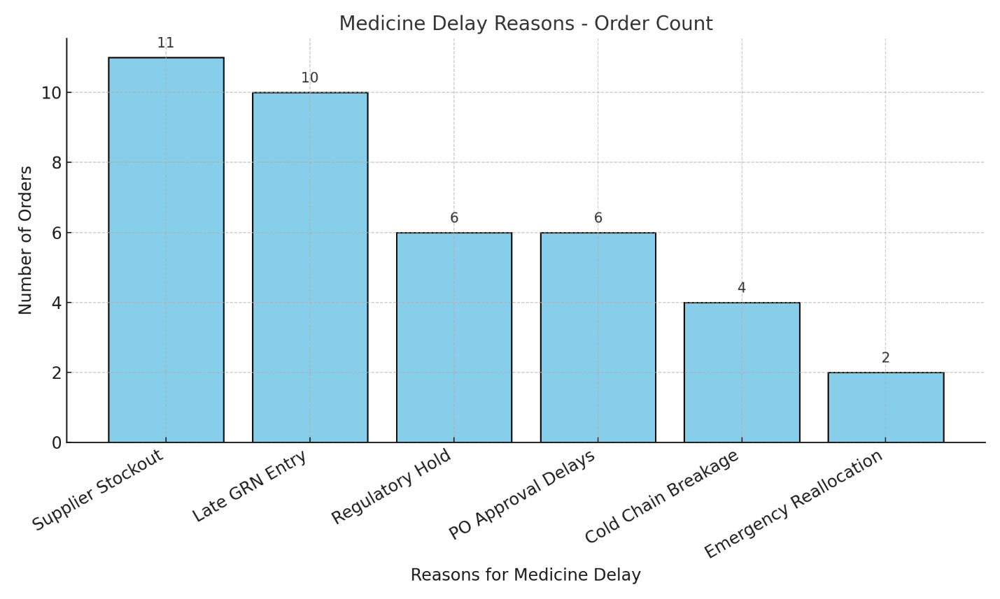 Medicine Delay Reasons - Order Count
11
10
6
6
4
2
Number of Orders
10
8
6
4
2
0
Supplier Stockout
Late GRN Entry
Regulatory Hold
PO Approval Delays
Cold Chain Breakage
Emergency Reallocation
Reasons for Medicine Delay